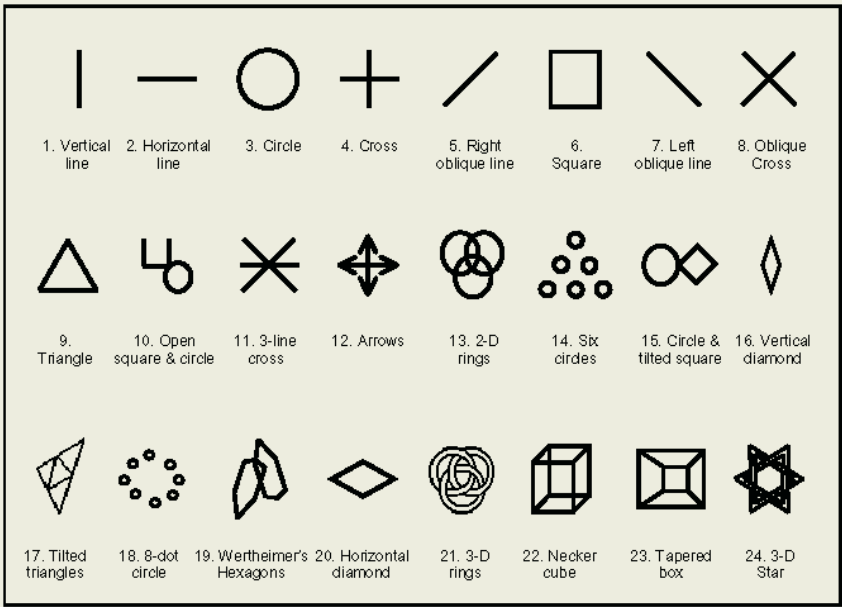 1. Vertical
line
2. Horizontal
line
3. Circle
4. Cross
5. Right
oblique line
6.
Square
7. Left
oblique line
8. Oblique
Cross
9.
Triangle
10. Open
square & circle
11. 3-line
cross
12. Arrows
13. 2-D
rings
14. Six
circles
15. Circle &
tilted square
16. Vertical
diamond
17. Tilted
triangles
18. 8-dot
circle
19. Wertheimer's
Hexagons
20. Horizontal
diamond
21. 3-D
rings
22. Necker
cube
23. Tapered
box
24. 3-D
Star